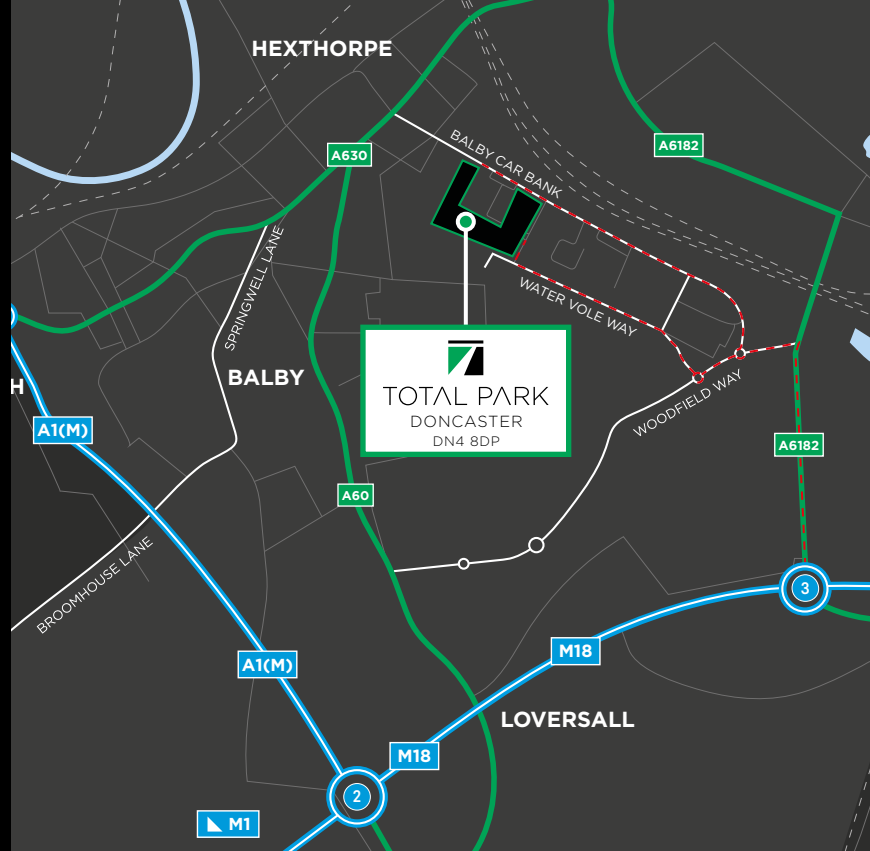 HEXTHORPE
A630
BALBY CAR BANK
A6182
SPRINGWELL LANE
WATER VOLE WAY
H
BALBY
TOTAL PARK
DONCASTER
DN4 8DP
WOODFIELD WAY
A1(M)
A6182
A60
BROOMHOUSE LANE
3
M18
A1(M)
LOVERSALL
M18
2
M1